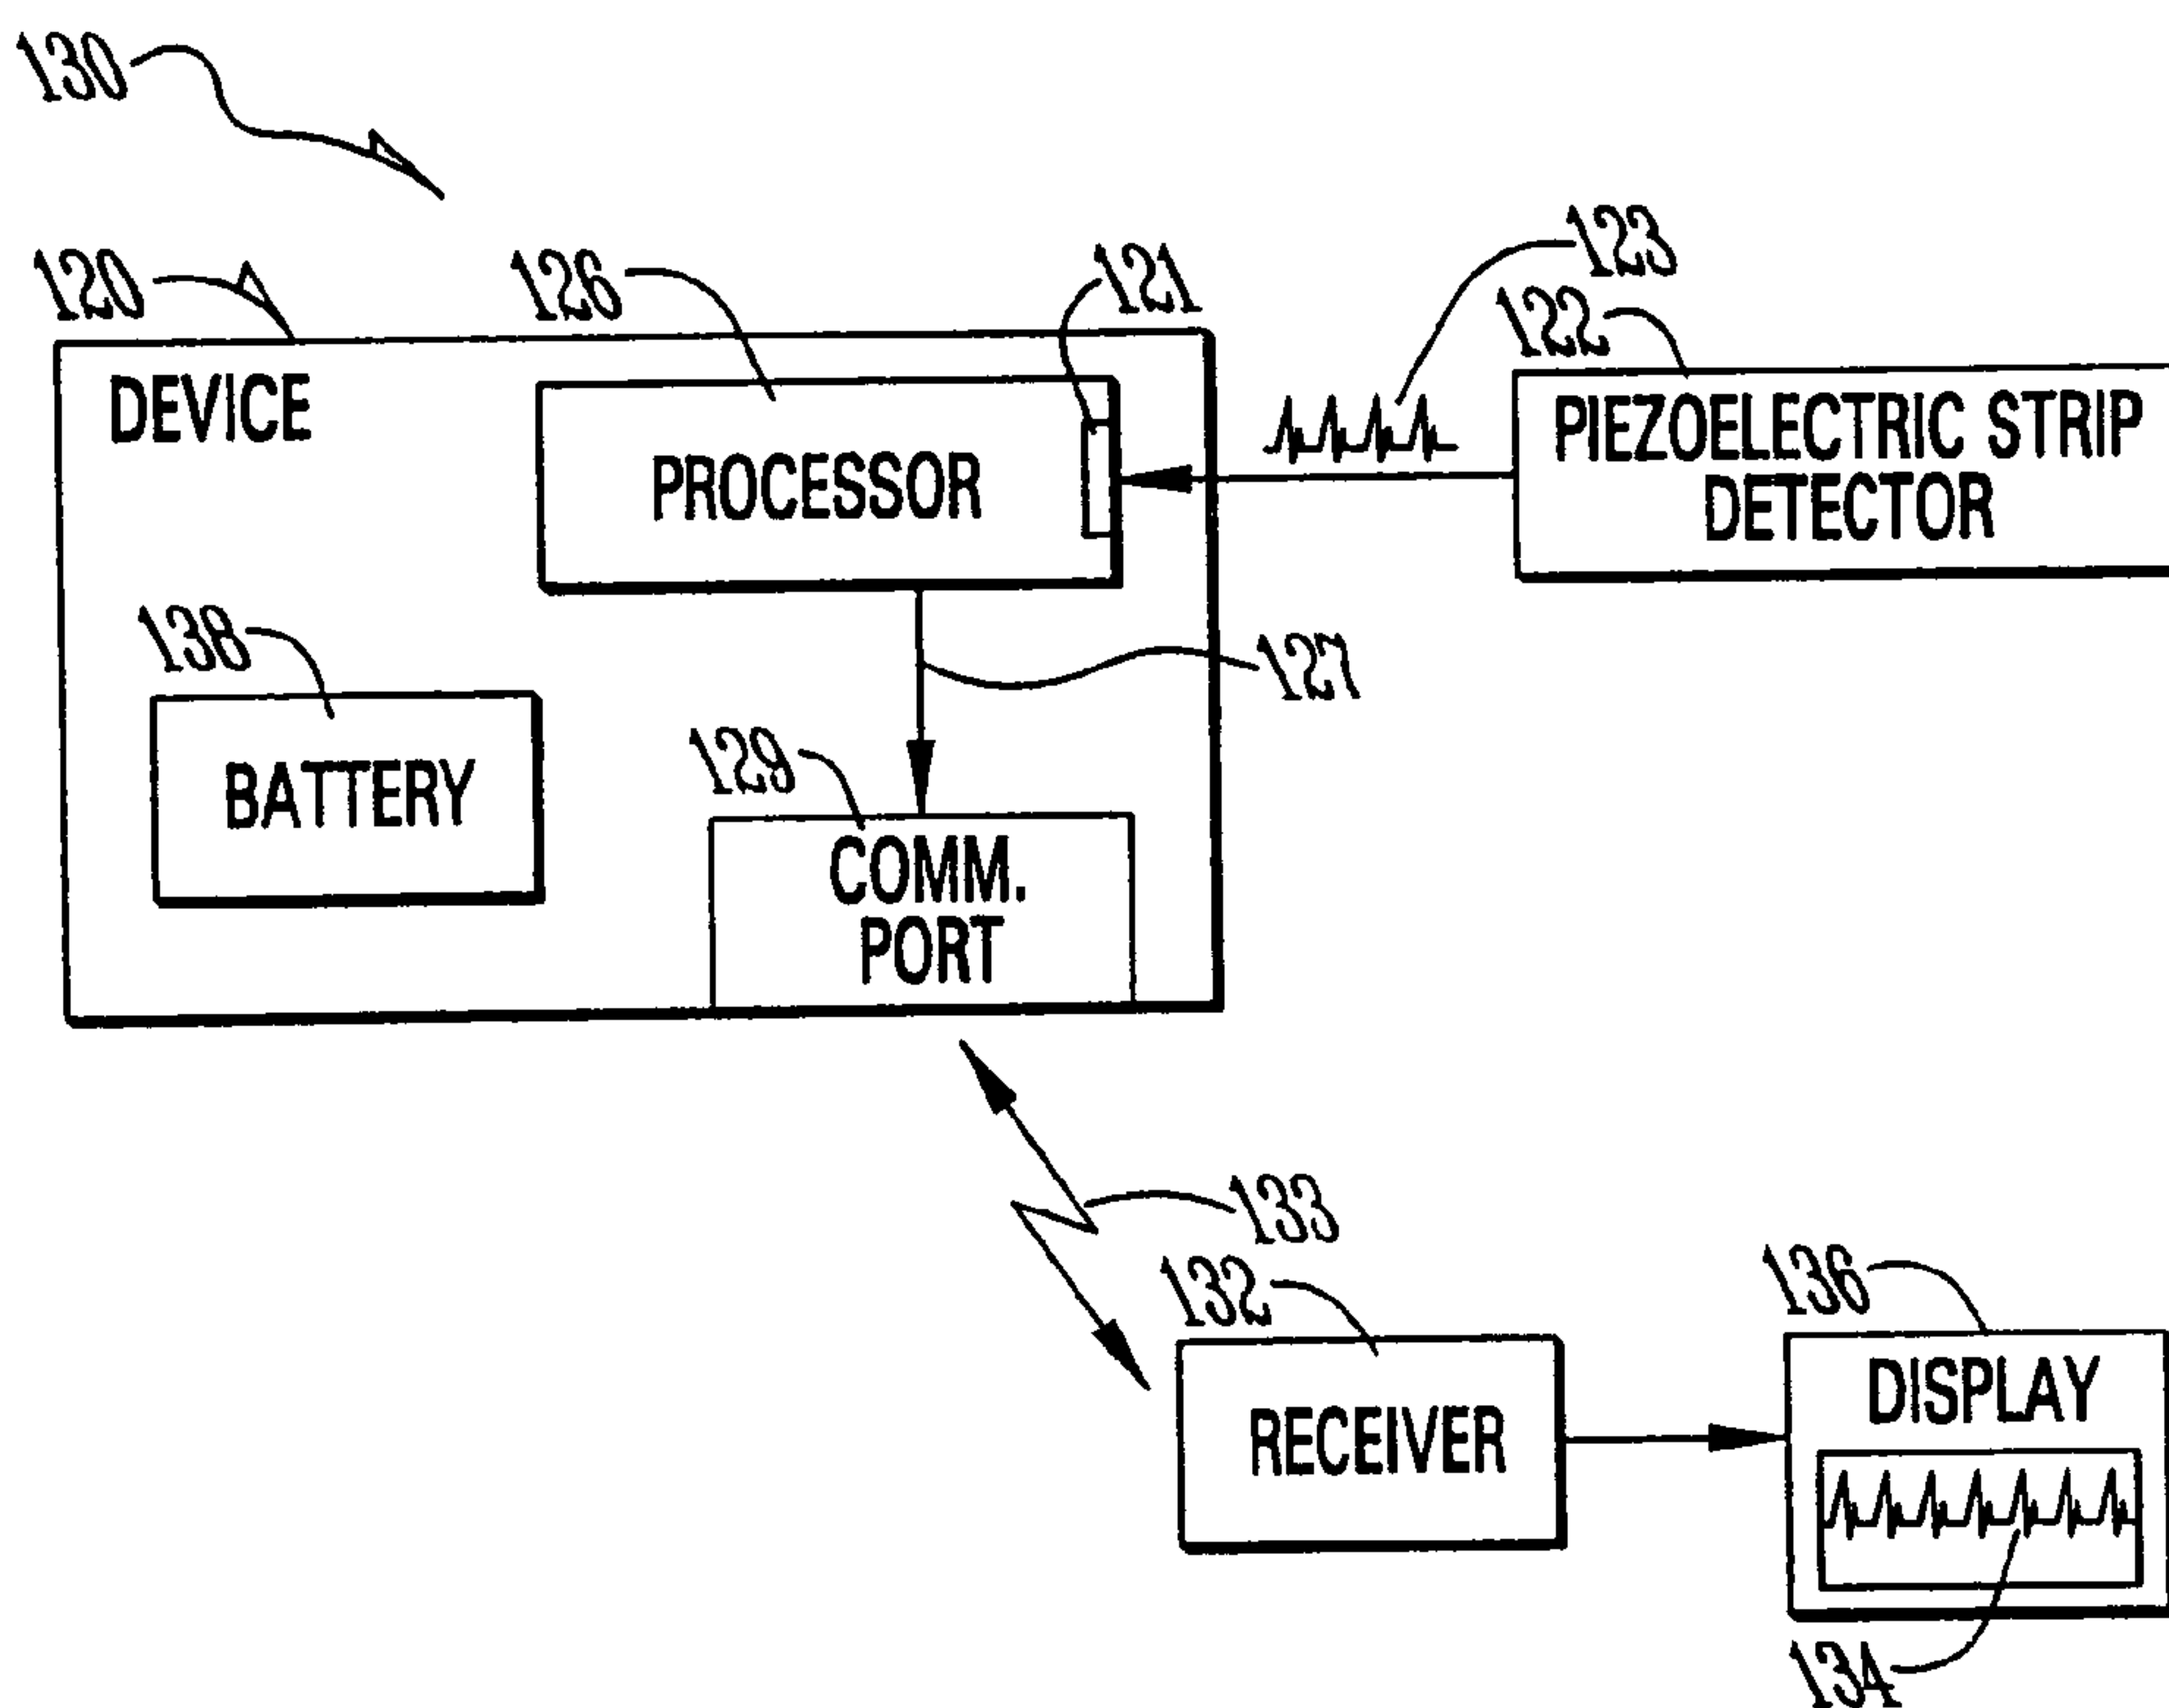 130
120
126
121
123
122
DEVICE
PROCESSOR
PIEZOELECTRIC STRIP
DETECTOR
138
127
129
BATTERY
COMM.
PORT
133
132
136
RECEIVER
DISPLAY
134